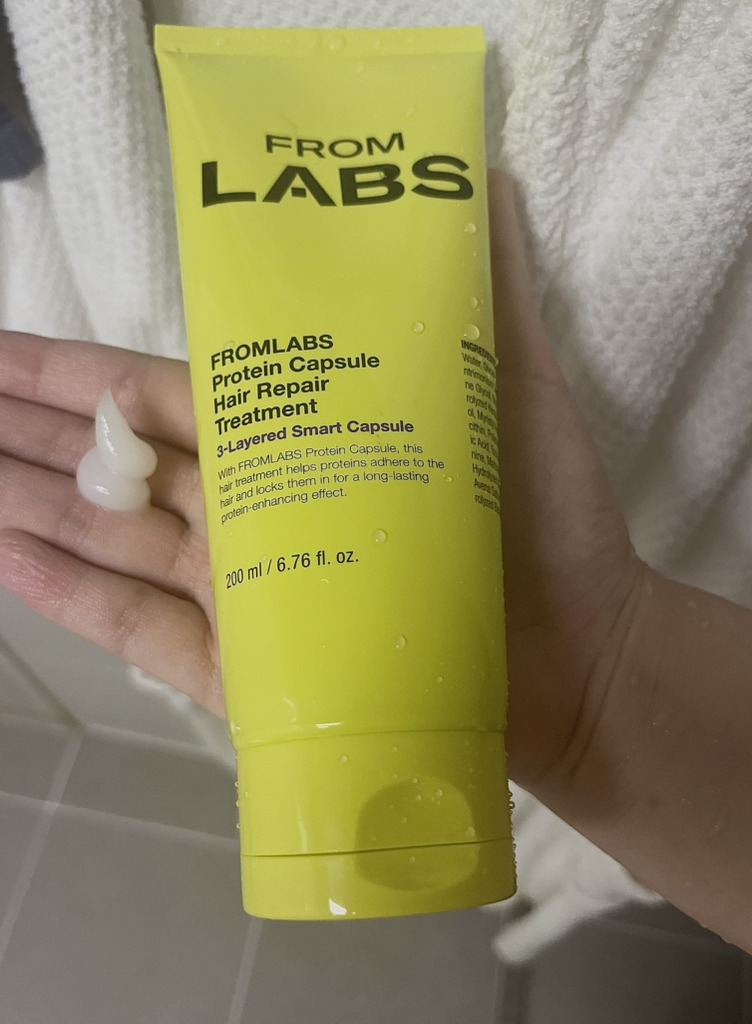 FROM
LABS
FROMLABS
Protein Capsule
Hair Repair
Treatment
3-Layered Smart Capsule
With FROMLABS Protein Capsule, this
hair treatment helps proteins adhere to the
hair and locks them in for a long-lasting
protein-enhancing effect.
200 ml / 6.76 fl. oz.
Water,